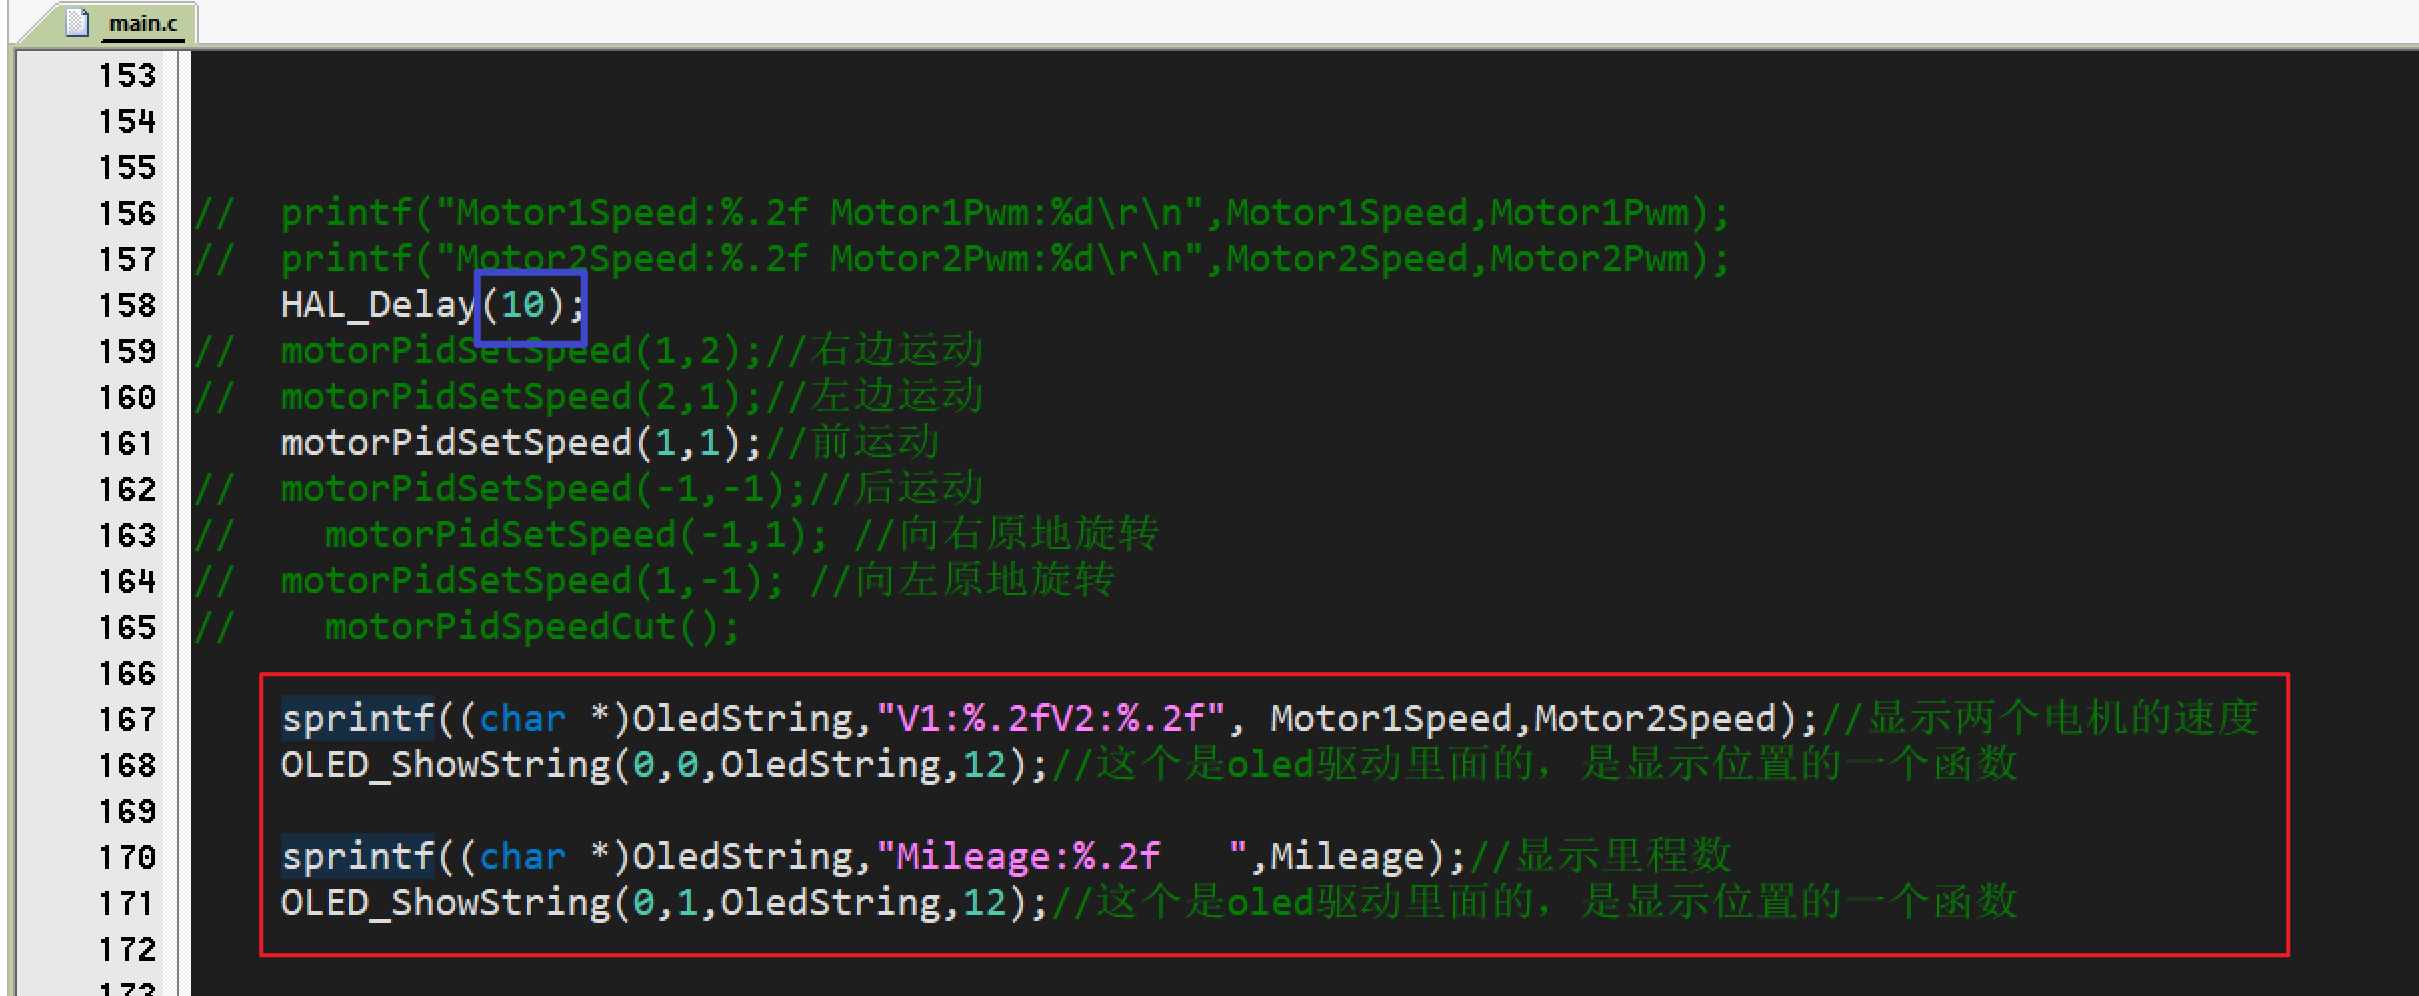 main.c
153
154
155
156 //  printf("Motor1Speed:%.2f Motor1Pwm:%d\r\n",Motor1Speed,Motor1Pwm);
157 //  printf("Motor2Speed:%.2f Motor2Pwm:%d\r\n",Motor2Speed,Motor2Pwm);
158     HAL_Delay(10);
159 //  motorPidSetSpeed(1,2);//右边运动
160 //  motorPidSetSpeed(2,1);//左边运动
161     motorPidSetSpeed(1,1);//前运动
162 //  motorPidSetSpeed(-1,-1);//后运动
163 //    motorPidSetSpeed(-1,1); //向右原地旋转
164 //  motorPidSetSpeed(1,-1); //向左原地旋转
165 //    motorPidSpeedCut();
166
167     sprintf((char *)OledString,"V1:%.2fV2:%.2f", Motor1Speed,Motor2Speed);//显示两个电机的速度
168     OLED_ShowString(0,0,OledString,12);//这个是oled驱动里面的，是显示位置的一个函数
169
170     sprintf((char *)OledString,"Mileage:%.2f   ",Mileage);//显示里程数
171     OLED_ShowString(0,1,OledString,12);//这个是oled驱动里面的，是显示位置的一个函数
172
173